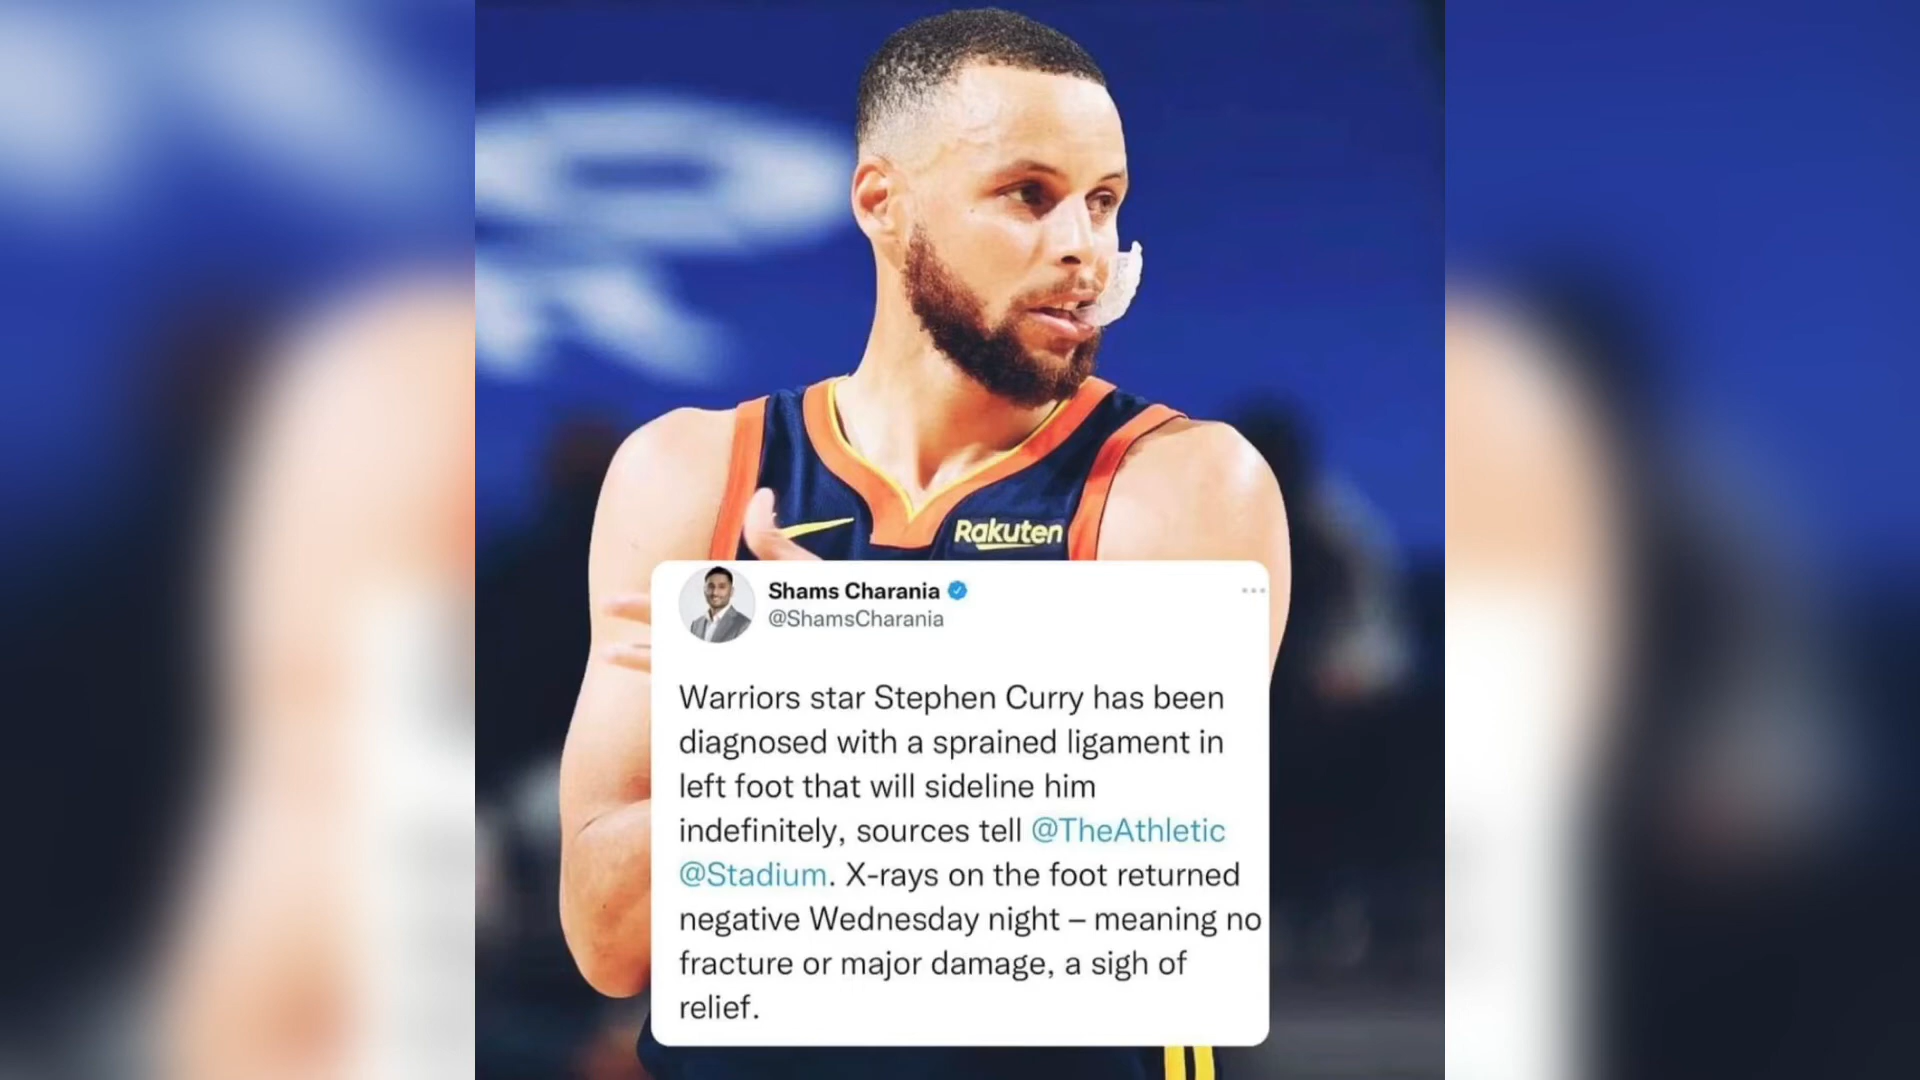 Rakuten
Shams Charania
@ShamsCharania
Warriors star Stephen Curry has been
diagnosed with a sprained ligament in
left foot that will sideline him
indefinitely, sources tell @TheAthletic
@Stadium. X-rays on the foot returned
negative Wednesday night – meaning no
fracture or major damage, a sigh of
relief.